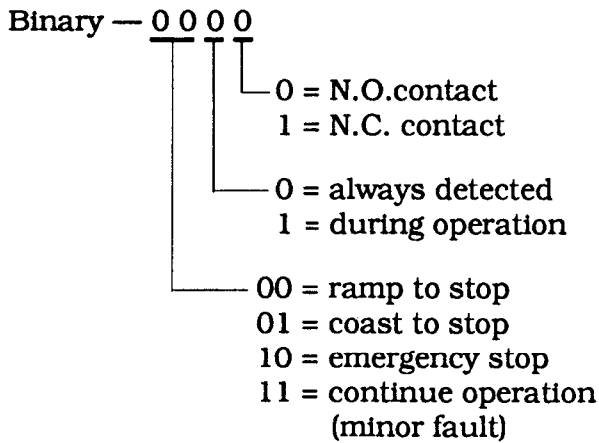 Binary — 0 0 0 0
0 = N.O.contact
1 = N.C. contact
0 = always detected
1 = during operation
00 = ramp to stop
01 = coast to stop
10 = emergency stop
11 = continue operation
(minor fault)